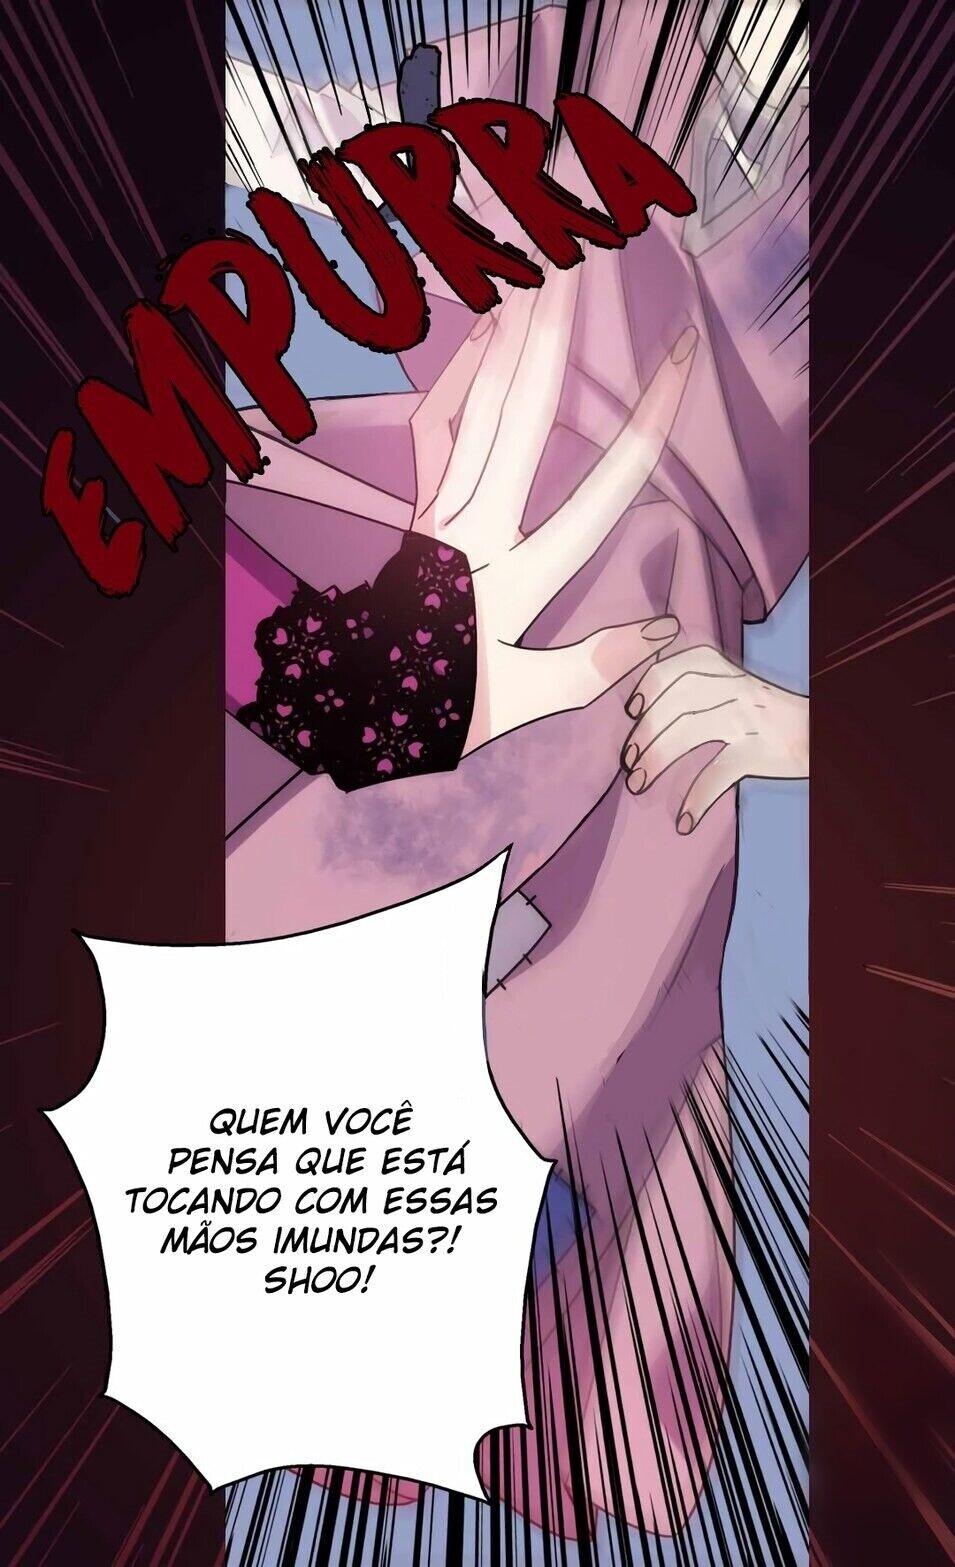 EMPURRA
QUEM VOCÊ
PENSA QUE ESTÁ
TOCANDO COM ESSAS
MÃOS IMUNDAS?!
SHOO!